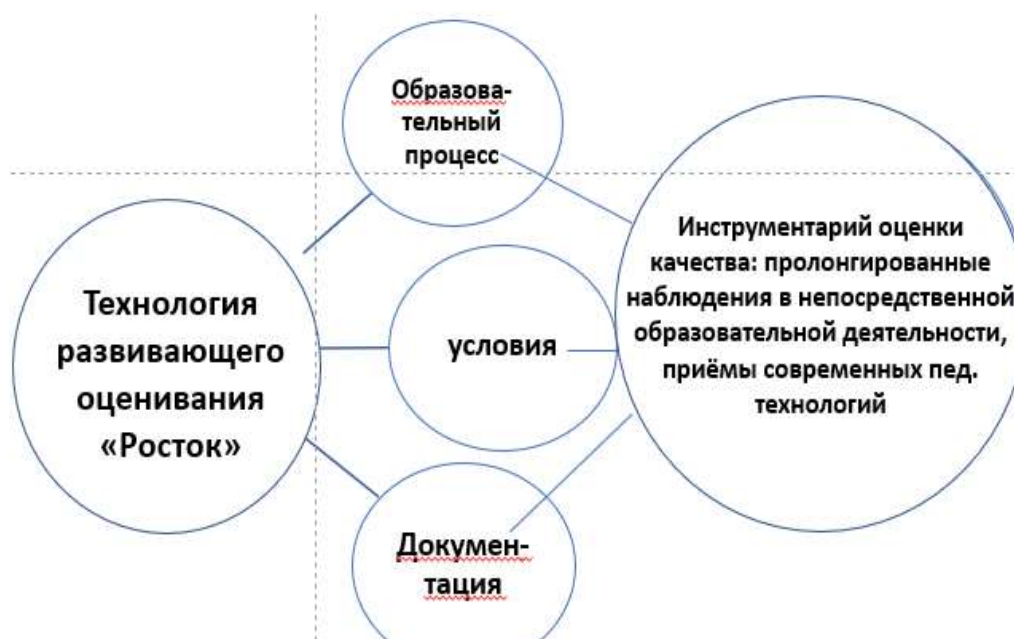 Образова-
тельный
процесс
Технология
развивающего
оценивания
«Росток»
условия
Докумен-
тация
Инструментарий оценки
качества: пролонгированные
наблюдения в непосредственной
образовательной деятельности,
приёмы современных пед.
технологий